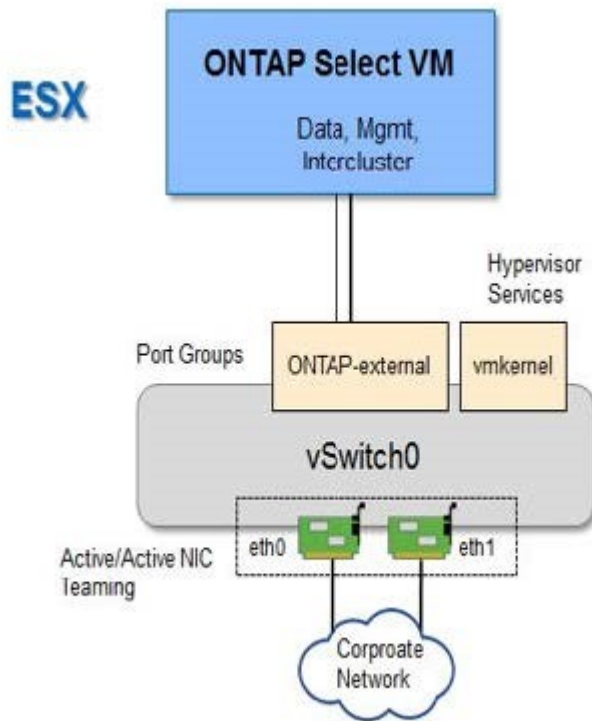 ESX
ONTAP Select VM
Data, Mgmt,
Intercluster
Hypervisor
Services
Port Groups
ONTAP-external
vmkernel
vSwitch0
eth0
eth1
Active/Active NIC
Teaming
Corproate
Network